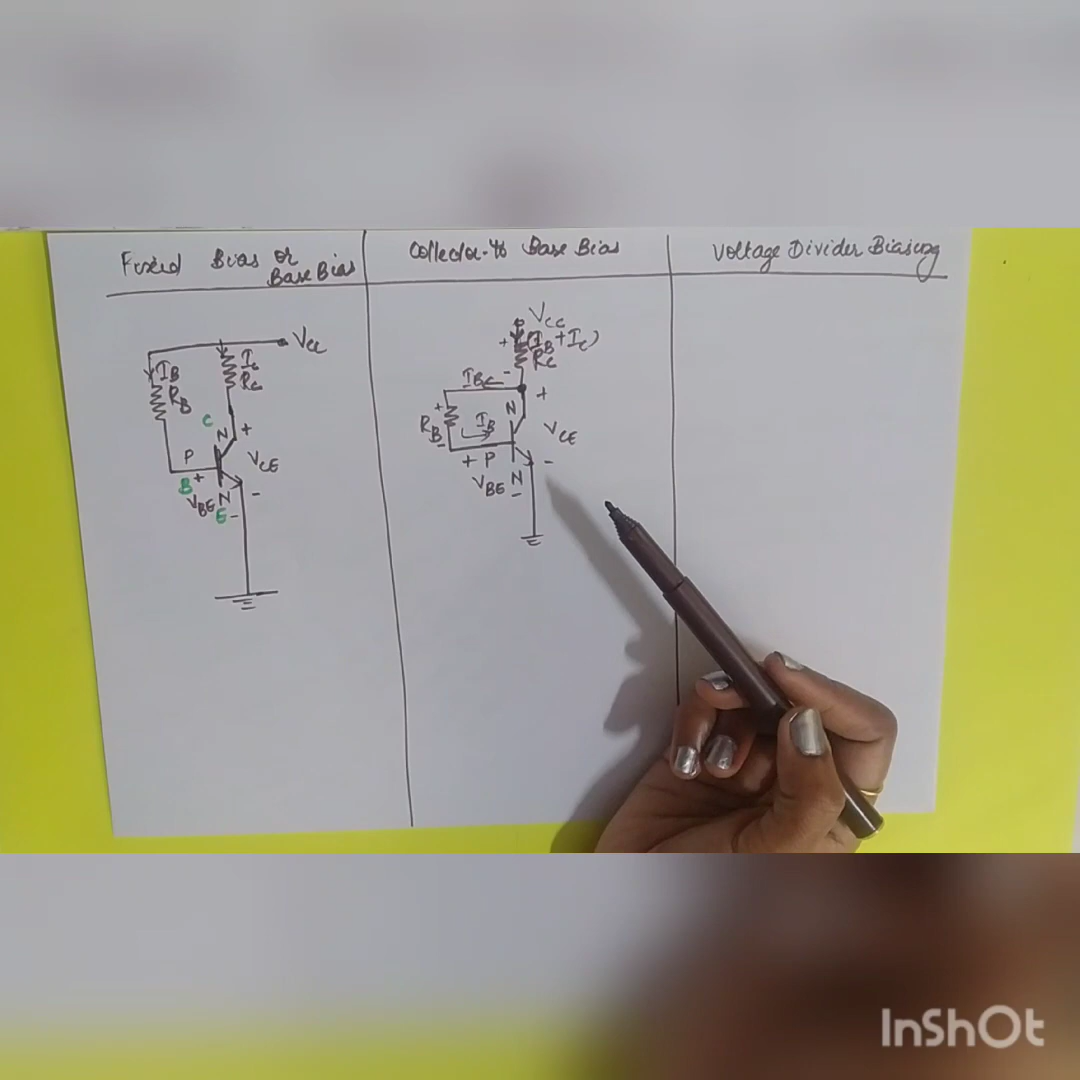 Fixed Bias or
Base Bias
Collector-to Base Bias
Voltage Divider Biasing
VCC
IB
RB
IC
RC
C
N
+
P
VCE
B
+
VBE
N
-
E
-
VCC
+
(IB + IC)
RC
-
+
IB
+
RB
-
IB
N
VCE
+ P
-
VBE
N
-
InShOt